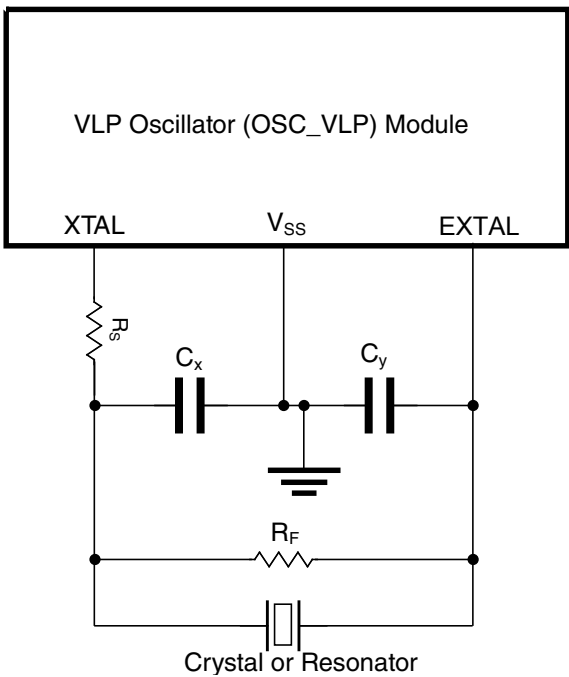 VLP Oscillator (OSC_VLP) Module
XTAL
VSS
EXTAL
RS
Cx
Cy
RF
Crystal or Resonator